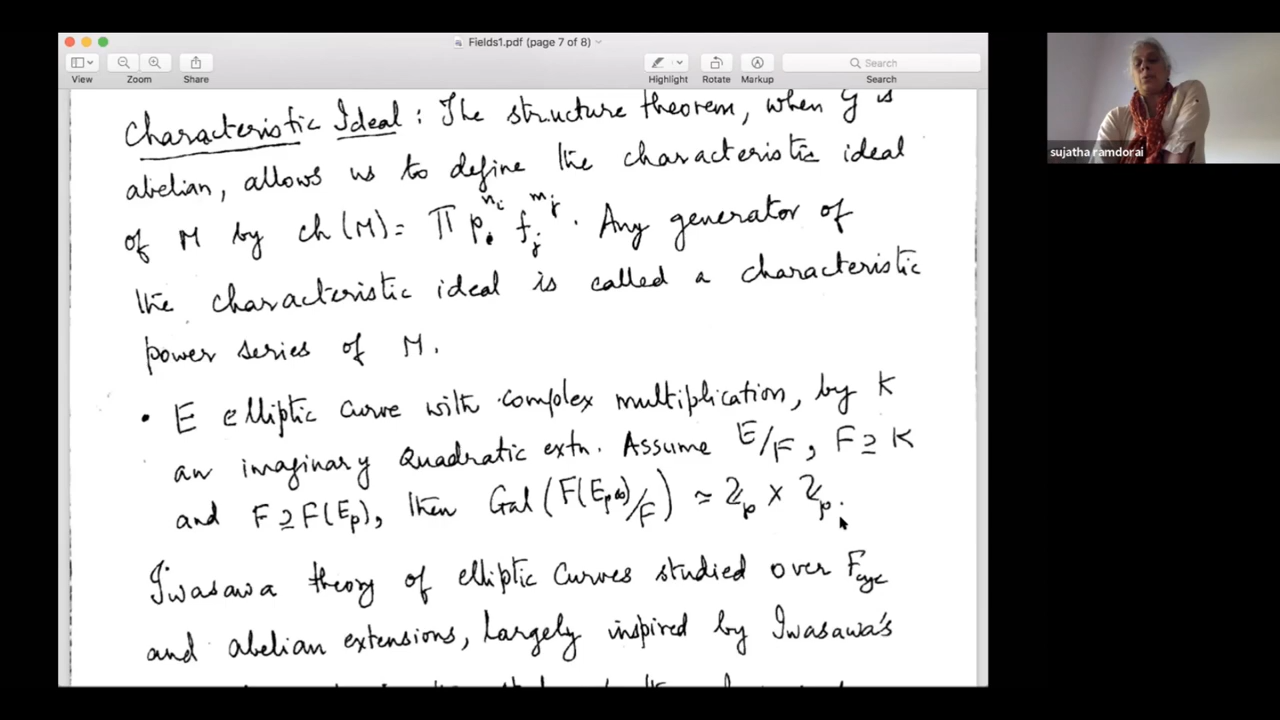 Fields1.pdf (page 7 of 8)
View Zoom Share Highlight Rotate Markup Search
Search
Characteristic Ideal : The structure theorem, when G is
abelian, allows us to define the characteristic ideal
of M by ch(M) = Π p_i^{n_i} f_j^{m_j}. Any generator of
the characteristic ideal is called a characteristic
power series of M.
• E elliptic curve with complex multiplication, by K
an imaginary quadratic extn. Assume E/F, F ⊇ K
and F ⊇ F(E_p), then Gal(F(E_{p^∞})/F) ≃ ℤ_p × ℤ_p.
Iwasawa theory of elliptic curves studied over F_cyc
and abelian extensions, largely inspired by Iwasawa's
sujatha ramdorai